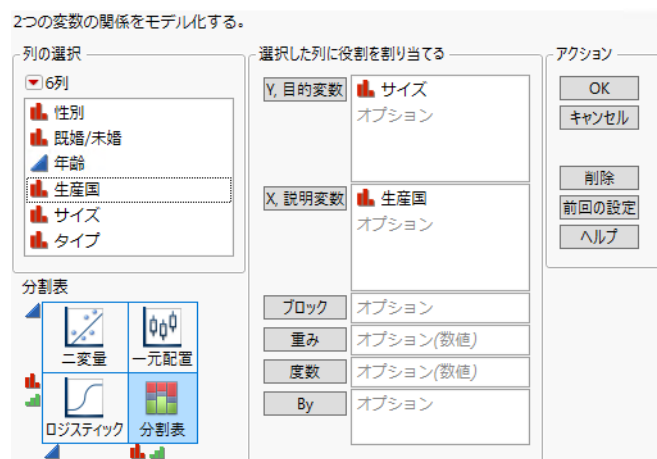 2つの変数の関係をモデル化する。
列の選択
6列
性別
既婚/未婚
年齢
生産国
サイズ
タイプ
選択した列に役割を割り当てる
Y, 目的変数
サイズ
オプション
X, 説明変数
生産国
オプション
ブロック
オプション
重み
オプション(数値)
度数
オプション(数値)
By
オプション
アクション
OK
キャンセル
削除
前回の設定
ヘルプ
分割表
二変量
一元配置
ロジスティック
分割表